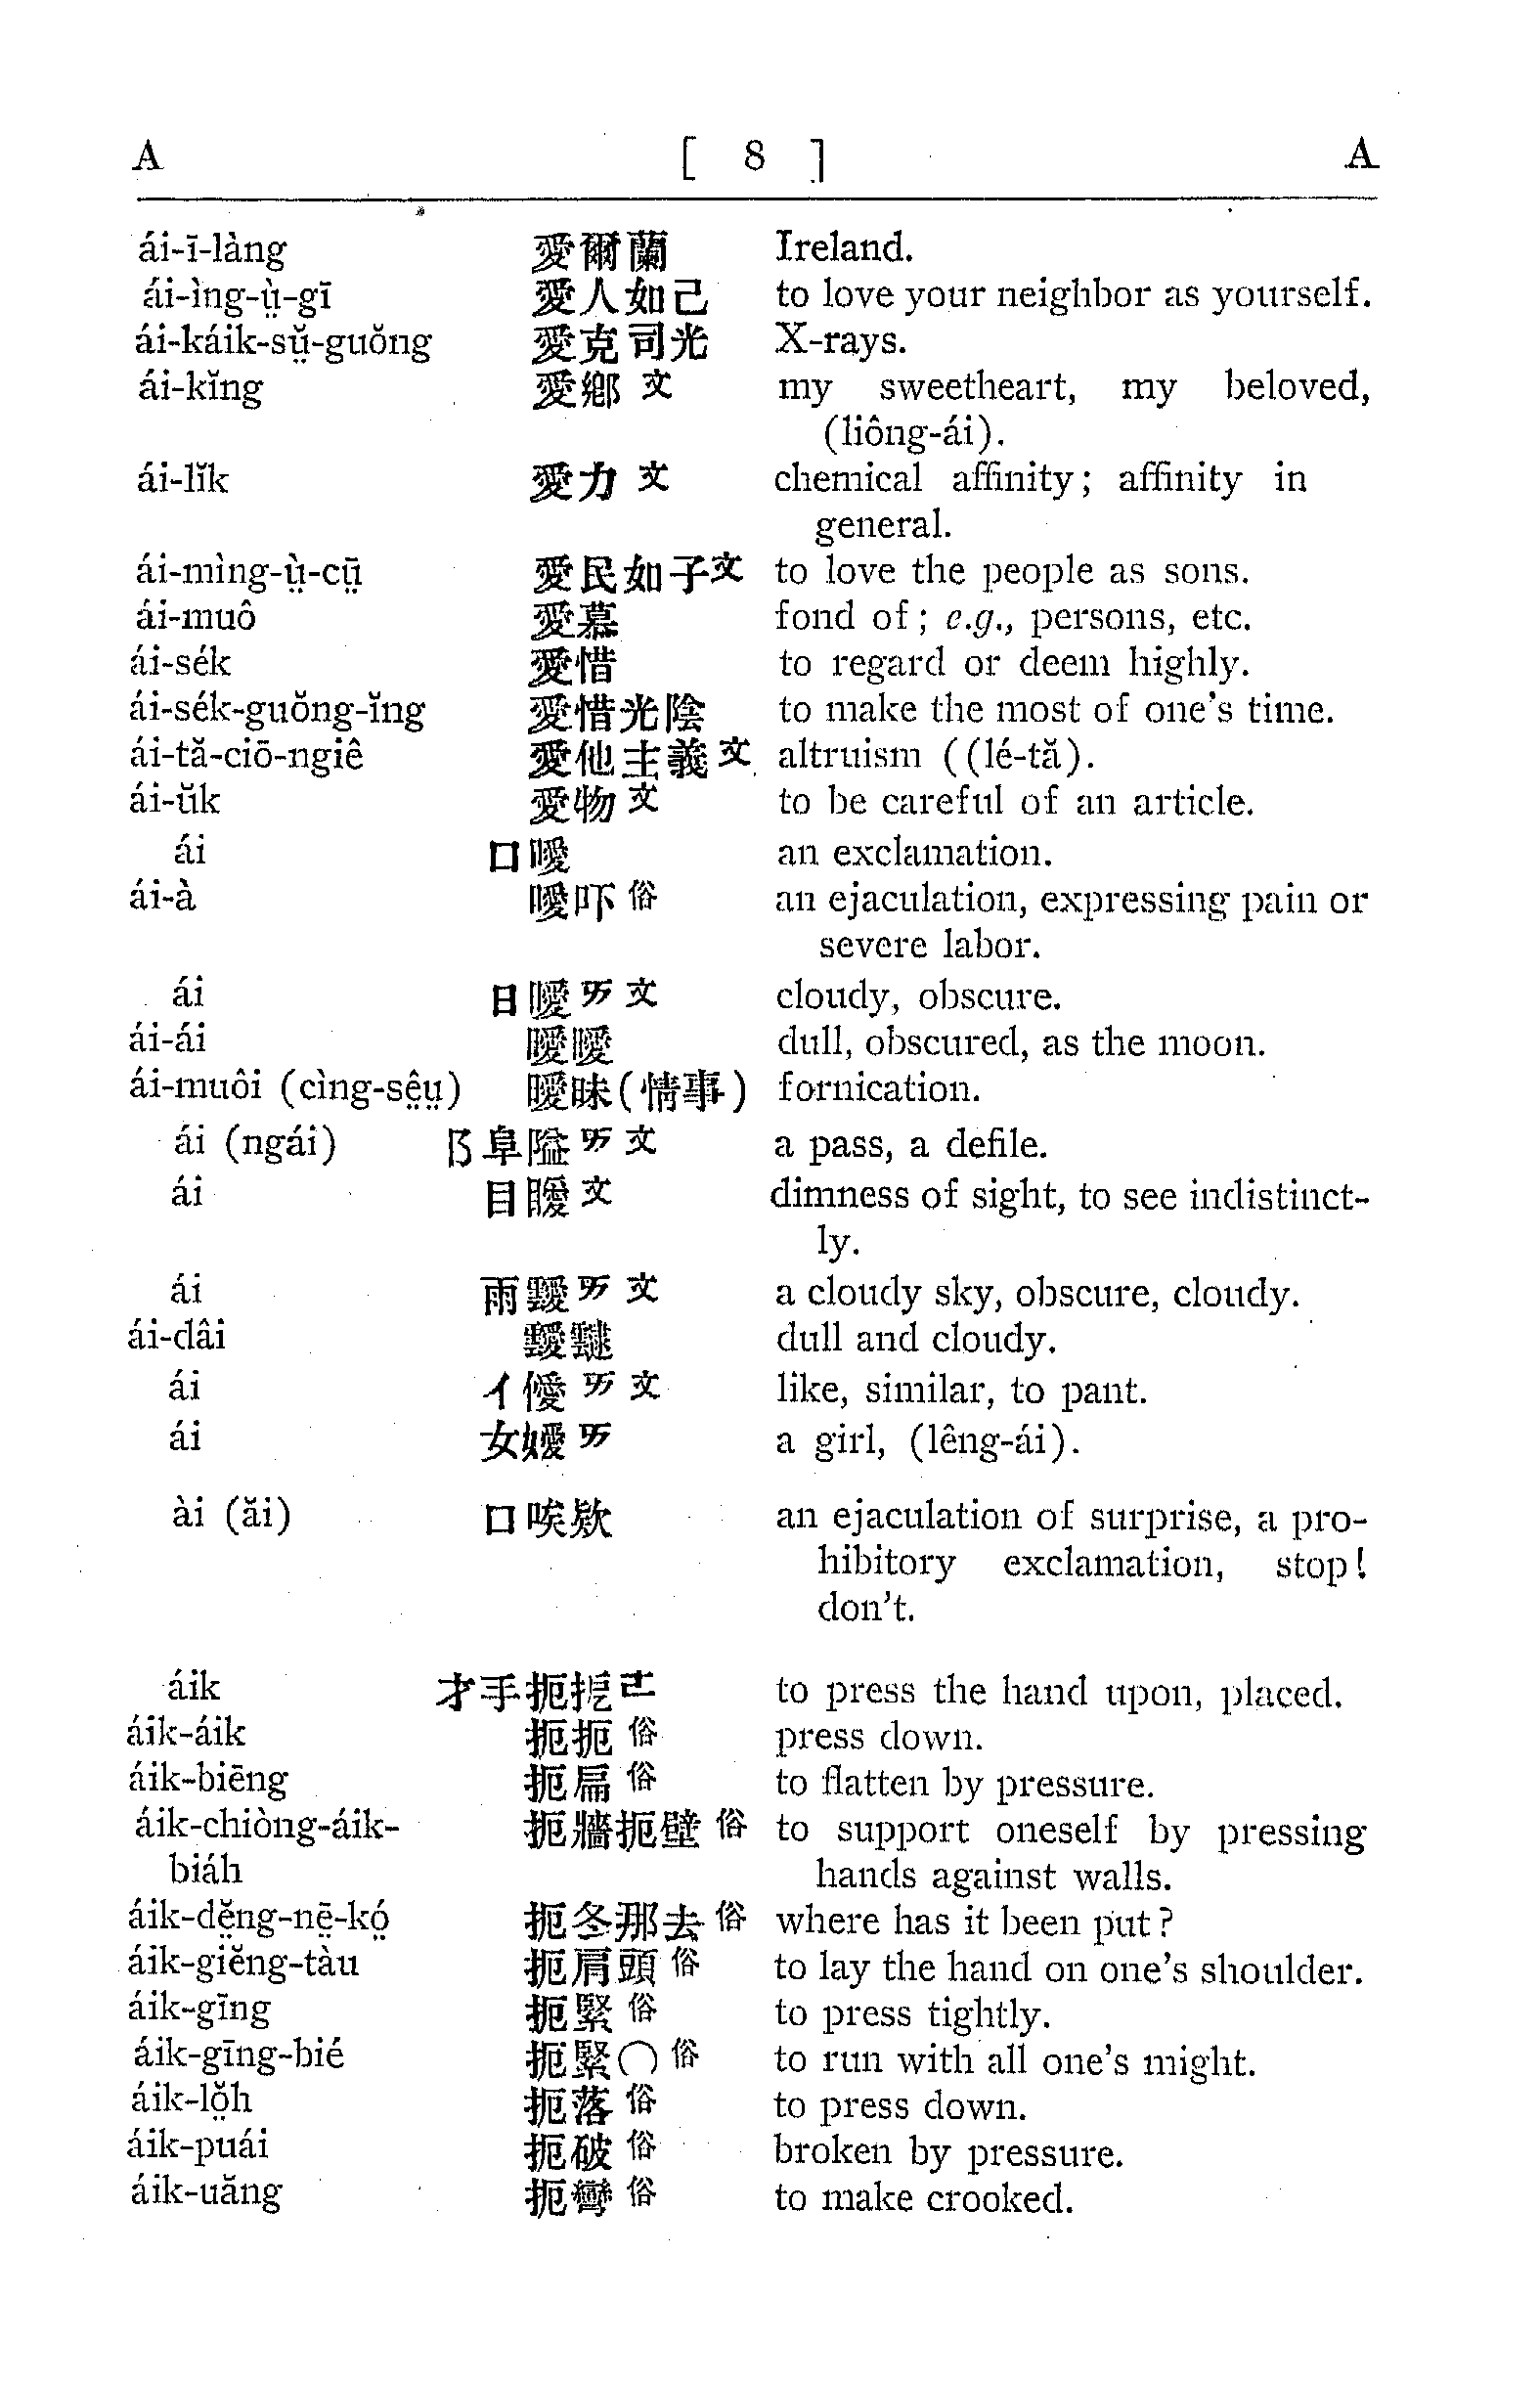 A [ 8 ] A
ái-ī-làng 愛爾蘭 Ireland.
ái-ìng-ṳ̀-gī 愛人如己 to love your neighbor as yourself.
ái-káik-sṳ̆-guŏng 愛克司光 X-rays.
ái-kĭng 愛鄉 文 my sweetheart, my beloved,
(liông-ái).
ái-lĭk 愛力 文 chemical affinity; affinity in
general.
ái-mìng-ṳ̀-cṳ̄ 愛民如子 文 to love the people as sons.
ái-muô 愛慕 fond of; e.g., persons, etc.
ái-sék 愛惜 to regard or deem highly.
ái-sék-guŏng-ĭng 愛惜光陰 to make the most of one's time.
ái-tă-ciō-ngiê 愛他主義 文 altruism ((lé-tă).
ái-ŭk 愛物 文 to be careful of an article.
ái 口噯 an exclamation.
ái-à 噯吓 俗 an ejaculation, expressing pain or
severe labor.
ái 日曖 文 cloudy, obscure.
ái-ái 曖曖 dull, obscured, as the moon.
ái-muôi (cìng-sê̤ṳ) 曖昧(情事) fornication.
ái (ngái) 阝阜隘 文 a pass, a defile.
ái 目瞹 文 dimness of sight, to see indistinct-
ly.
ái 雨靉 文 a cloudy sky, obscure, cloudy.
ái-dâi 靉靆 dull and cloudy.
ái 亻僾 文 like, similar, to pant.
ái 女嬡 a girl, (lêng-ái).
ài (ăi) 口唉欸 an ejaculation of surprise, a pro-
hibitory exclamation, stop!
don't.
áik 才手扼㧖 to press the hand upon, placed.
áik-áik 扼扼 俗 press down.
áik-biēng 扼扁 俗 to flatten by pressure.
áik-chiòng-áik- 扼牆扼壁 俗 to support oneself by pressing
biáh hands against walls.
áik-dĕ̤ng-nē̤-kó̤ 扼冬那去 俗 where has it been put?
áik-giĕng-tàu 扼肩頭 俗 to lay the hand on one's shoulder.
áik-gīng 扼緊 俗 to press tightly.
áik-gīng-bié 扼緊〇 俗 to run with all one's might.
áik-lŏ̤h 扼落 俗 to press down.
áik-puái 扼破 俗 broken by pressure.
áik-uăng 扼彎 俗 to make crooked.